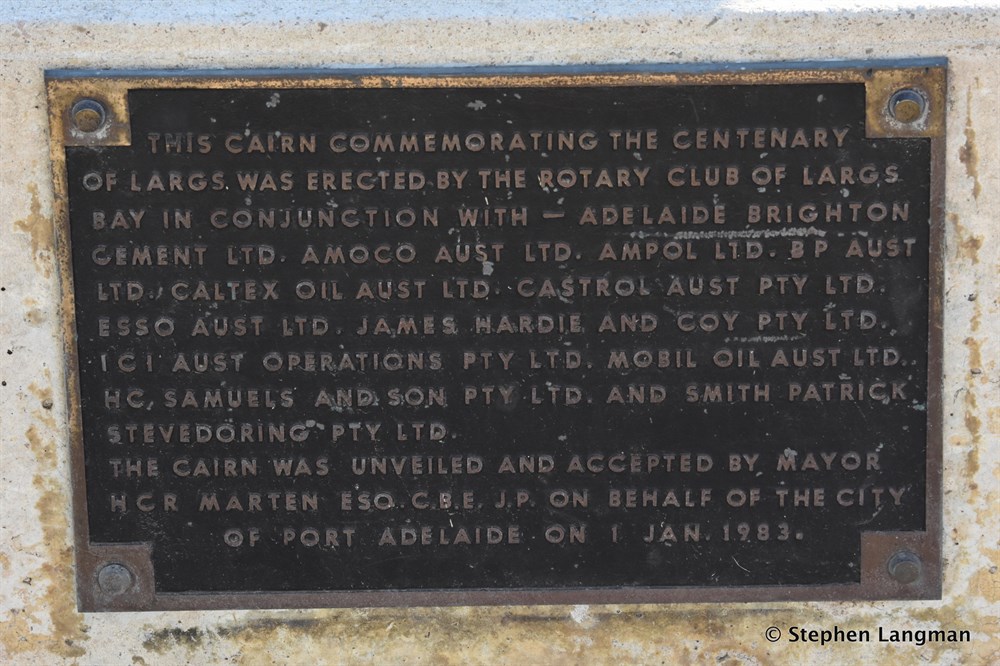 THIS CAIRN COMMEMORATING THE CENTENARY
OF LARGS WAS ERECTED BY THE ROTARY CLUB OF LARGS
BAY IN CONJUNCTION WITH – ADELAIDE BRIGHTON
CEMENT LTD. AMOCO AUST LTD. AMPOL LTD. BP AUST
LTD. CALTEX OIL AUST LTD. CASTROL AUST PTY LTD.
ESSO AUST LTD. JAMES HARDIE AND COY PTY LTD.
ICI AUST OPERATIONS PTY LTD. MOBIL OIL AUST LTD.
HC. SAMUELS AND SON PTY LTD. AND SMITH PATRICK
STEVEDORING PTY LTD.
THE CAIRN WAS UNVEILED AND ACCEPTED BY MAYOR
HCR MARTEN ESQ. C.B.E. J.P. ON BEHALF OF THE CITY
OF PORT ADELAIDE ON 1 JAN. 1983.
© Stephen Langman